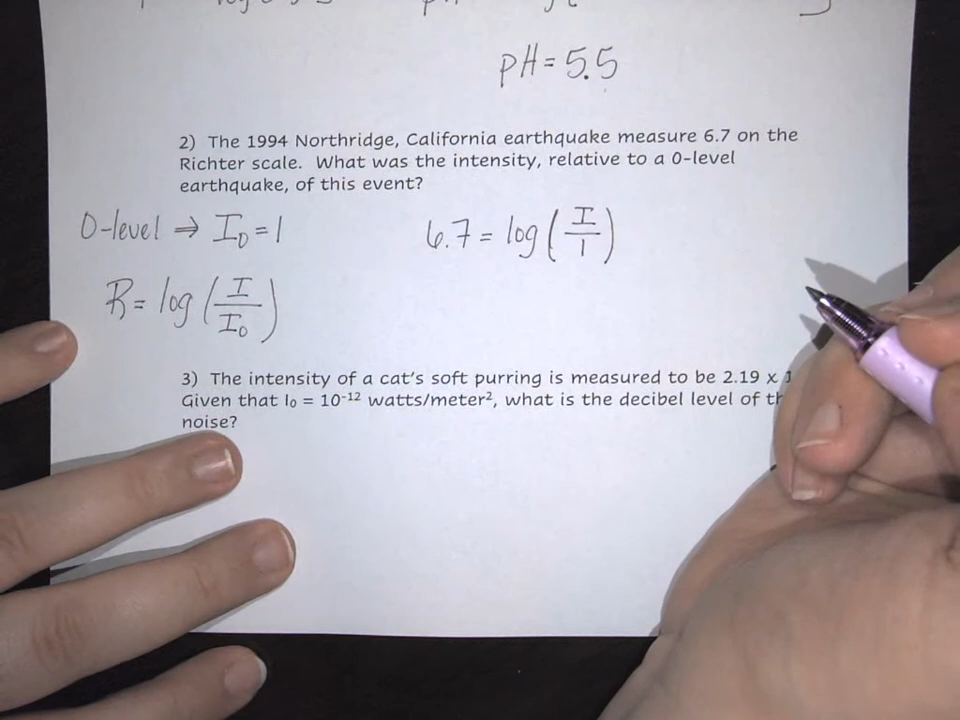 pH = 5.5
2) The 1994 Northridge, California earthquake measure 6.7 on the
Richter scale. What was the intensity, relative to a 0-level
earthquake, of this event?
0-level ⇒ I₀ = 1
6.7 = log(I/1)
R = log(I/I₀)
3) The intensity of a cat's soft purring is measured to be 2.19 x
Given that I₀ = 10⁻¹² watts/meter², what is the decibel level of
noise?